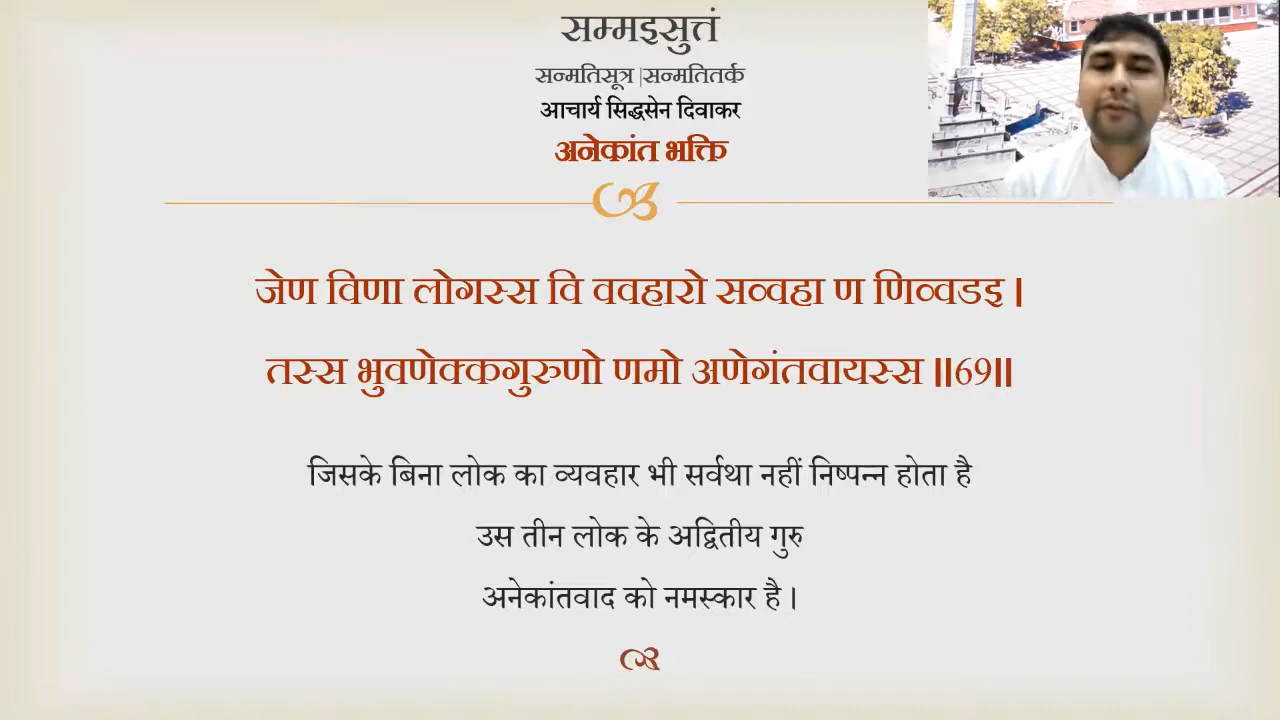 सम्मइसुत्तं
सन्मतिसूत्र |सन्मतितर्क
आचार्य सिद्धसेन दिवाकर
अनेकांत भक्ति
जेण विणा लोगस्स वि ववहारो सव्वहा ण णिव्वडइ ।
तस्स भुवणेक्कगुरुणो णमो अणेगंतवायस्स ॥69॥
जिसके बिना लोक का व्यवहार भी सर्वथा नहीं निष्पन्न होता है
उस तीन लोक के अद्वितीय गुरु
अनेकांतवाद को नमस्कार है ।